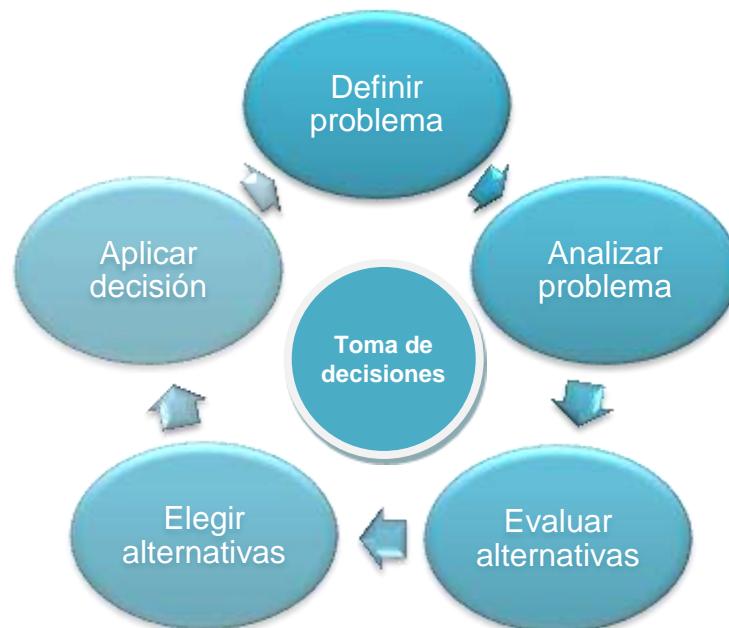 Definir
problema
Analizar
problema
Evaluar
alternativas
Elegir
alternativas
Aplicar
decisión
Toma de
decisiones